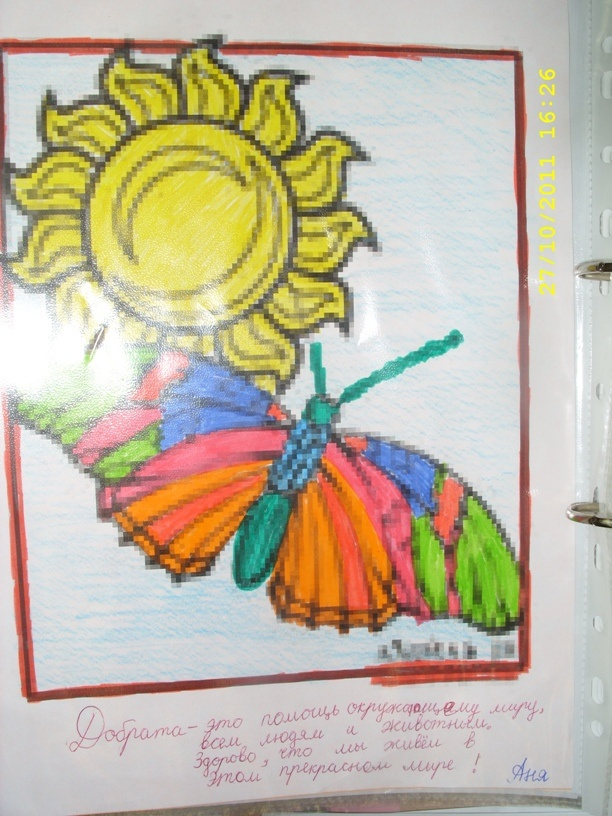 27/10/2011 16:26
Добрата - это помощь окружающему миру,
всем людям и животным.
Здорово, что мы живём в
этом прекрасном мире!
Аня